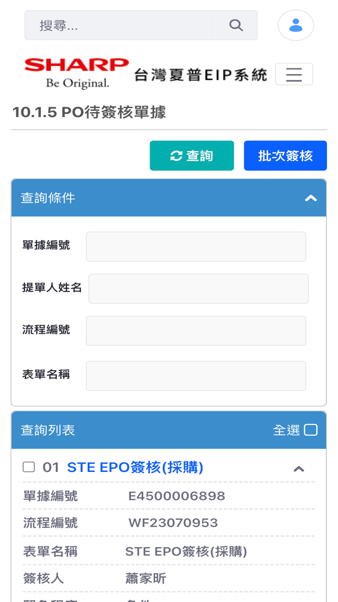 搜尋...
SHARP
Be Original.
台灣夏普EIP系統
10.1.5 PO待簽核單據
查詢
批次簽核
查詢條件
單據編號
提單人姓名
流程編號
表單名稱
查詢列表
全選
01 STE EPO簽核(採購)
單據編號 E4500006898
流程編號 WF23070953
表單名稱 STE EPO簽核(採購)
簽核人 蕭家昕